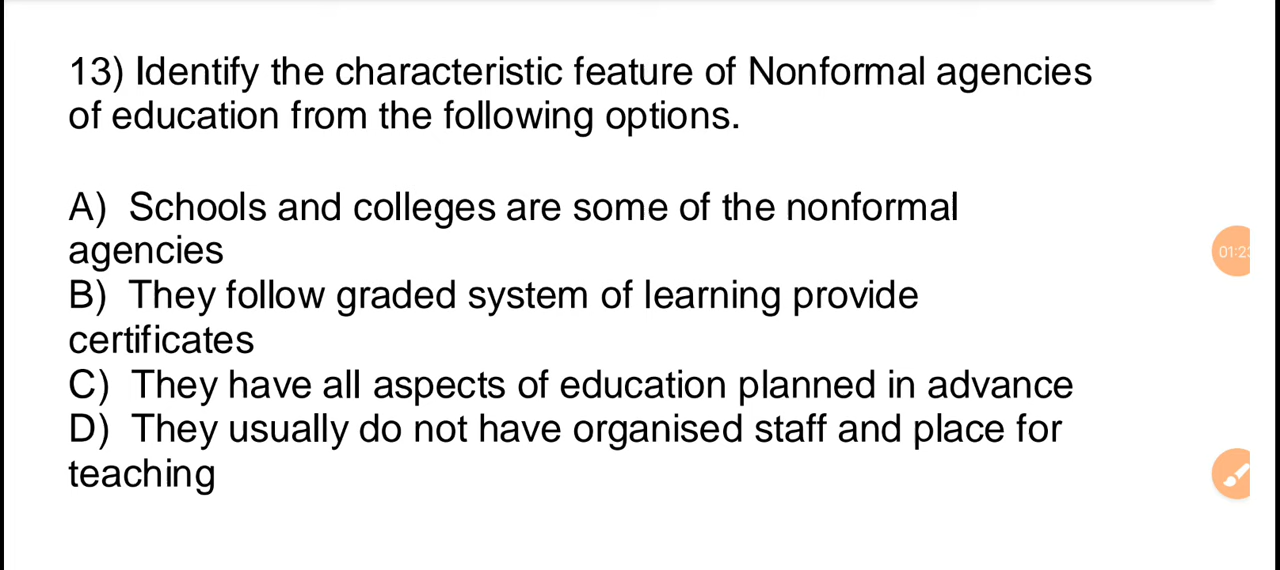 13) Identify the characteristic feature of Nonformal agencies
of education from the following options.
A) Schools and colleges are some of the nonformal
agencies
B) They follow graded system of learning provide
certificates
C) They have all aspects of education planned in advance
D) They usually do not have organised staff and place for
teaching